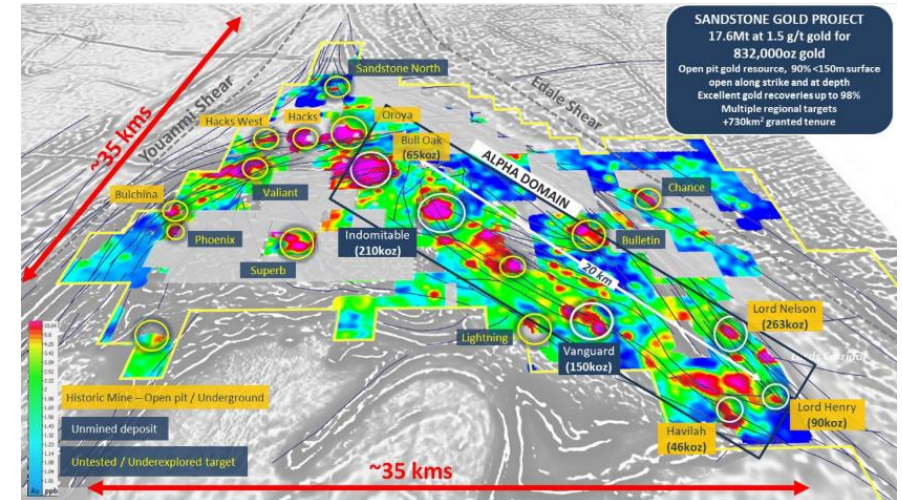 SANDSTONE GOLD PROJECT
17.6Mt at 1.5 g/t gold for
832,000oz gold
Open pit gold resource, 90% <150m surface
open along strike and at depth
Excellent gold recoveries up to 98%
Multiple regional targets
+730km² granted tenure
~35 kms
Youanmi Shear
Edale Shear
Sandstone North
Hacks West
Hacks
Oroya
Bull Oak
(65koz)
ALPHA DOMAIN
Chance
Valiant
Bulchina
Phoenix
Superb
Indomitable
(210koz)
Bulletin
20 km
Lightning
Vanguard
(150koz)
Lord Nelson
(263koz)
Lord Henry
(90koz)
Havilah
(46koz)
Historic Mine – Open pit / Underground
Unmined deposit
Untested / Underexplored target
Au ppb
~35 kms